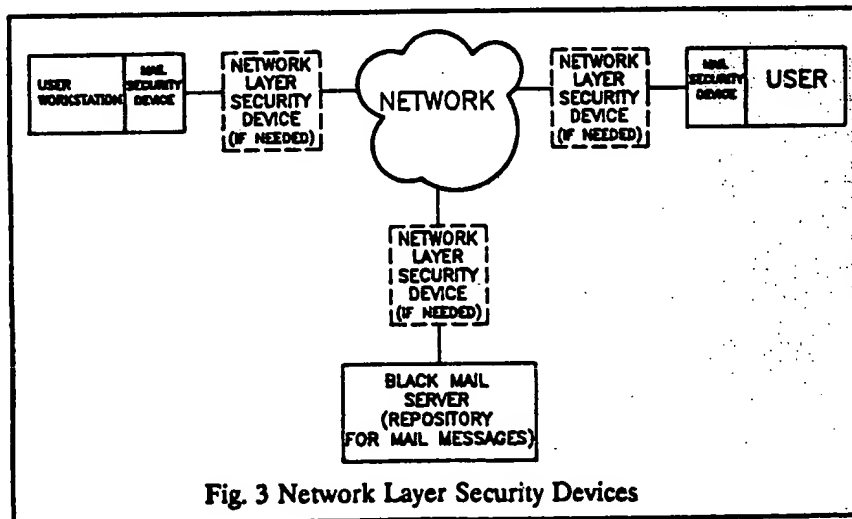 USER
WORKSTATION
MAIL
SECURITY
DEVICE
NETWORK
LAYER
SECURITY
DEVICE
(IF NEEDED)
NETWORK
NETWORK
LAYER
SECURITY
DEVICE
(IF NEEDED)
MAIL
SECURITY
DEVICE
USER
NETWORK
LAYER
SECURITY
DEVICE
(IF NEEDED)
BLACK MAIL
SERVER
(REPOSITORY
FOR MAIL MESSAGES)
Fig. 3 Network Layer Security Devices